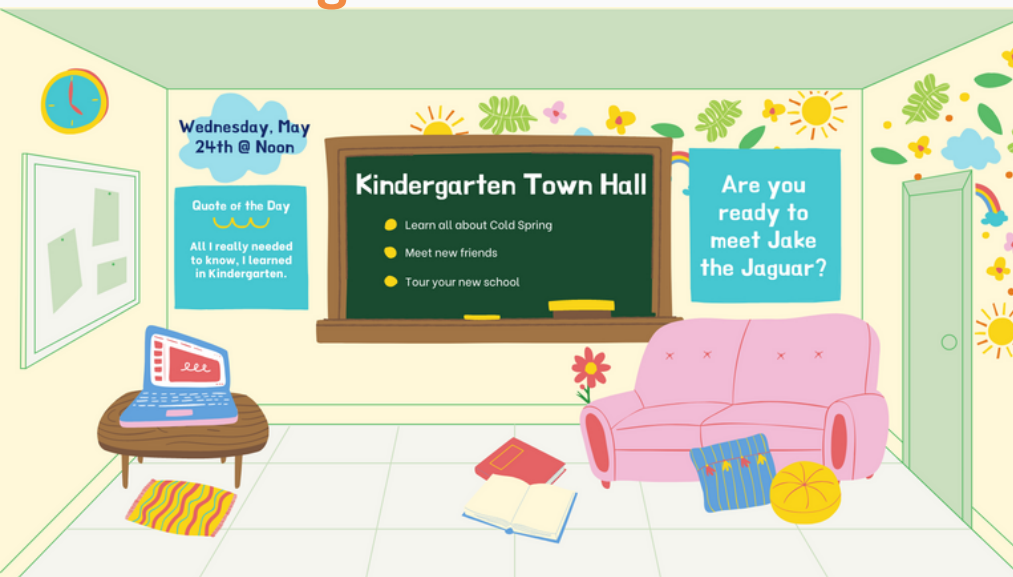 Wednesday, May
24th @ Noon
Quote of the Day
All I really needed
to know, I learned
in Kindergarten.
Kindergarten Town Hall
Learn all about Cold Spring
Meet new friends
Tour your new school
Are you
ready to
meet Jake
the Jaguar?